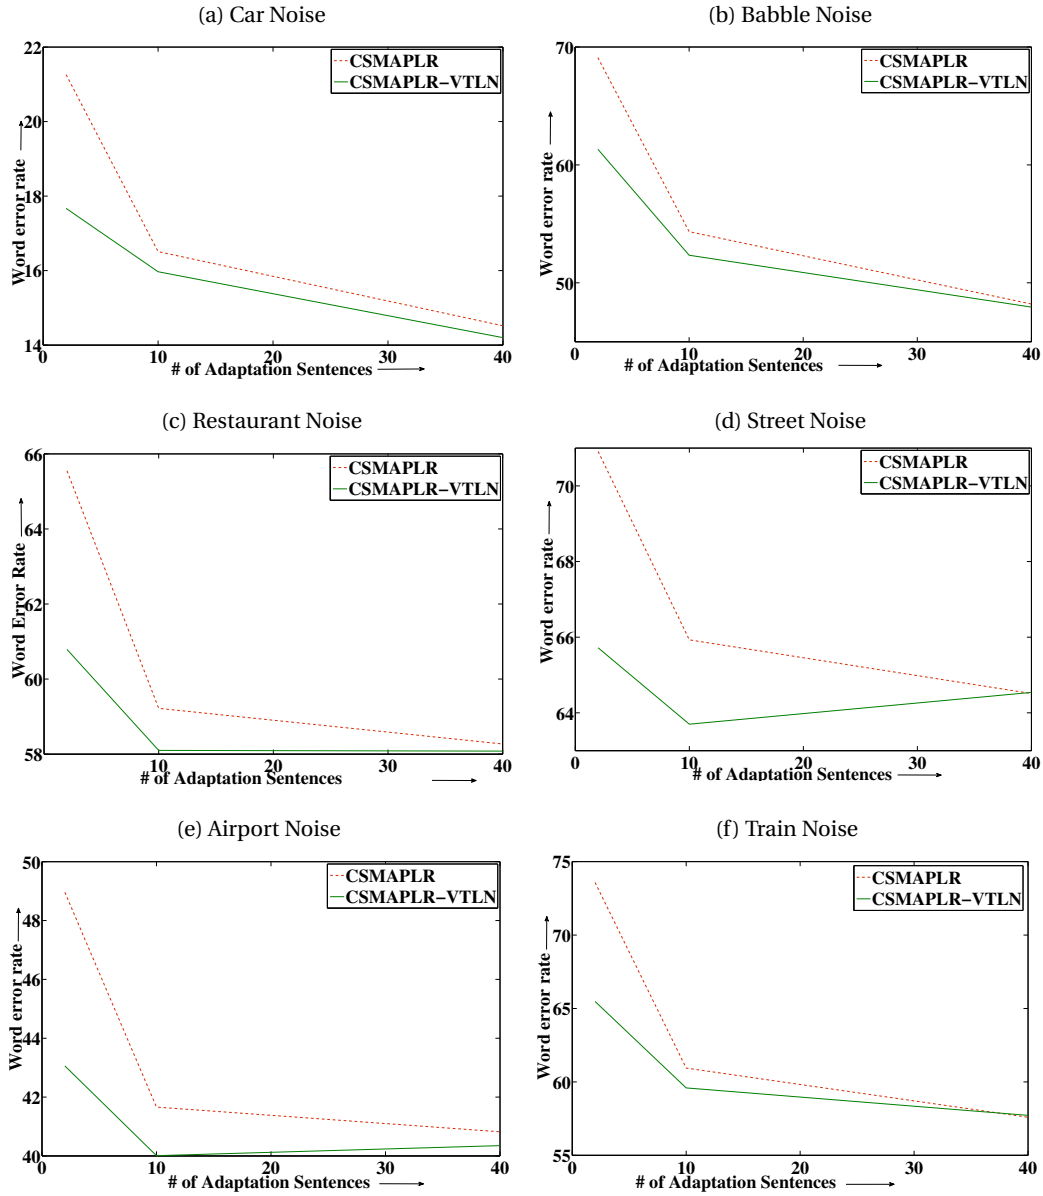 (a) Car Noise
22
20
18
16
14
0
10
20
30
40
Word error rate
# of Adaptation Sentences
CSMAPLR
CSMAPLR-VTLN
(b) Babble Noise
70
60
50
0
10
20
30
40
Word error rate
# of Adaptation Sentences
CSMAPLR
CSMAPLR-VTLN
(c) Restaurant Noise
66
64
62
60
58
0
10
20
30
40
Word Error Rate
# of Adaptation Sentences
CSMAPLR
CSMAPLR-VTLN
(d) Street Noise
70
68
66
64
0
10
20
30
40
Word error rate
# of Adaptation Sentences
CSMAPLR
CSMAPLR-VTLN
(e) Airport Noise
50
48
46
44
42
40
0
10
20
30
40
Word error rate
# of Adaptation Sentences
CSMAPLR
CSMAPLR-VTLN
(f) Train Noise
75
70
65
60
55
0
10
20
30
40
Word error rate
# of Adaptation Sentences
CSMAPLR
CSMAPLR-VTLN